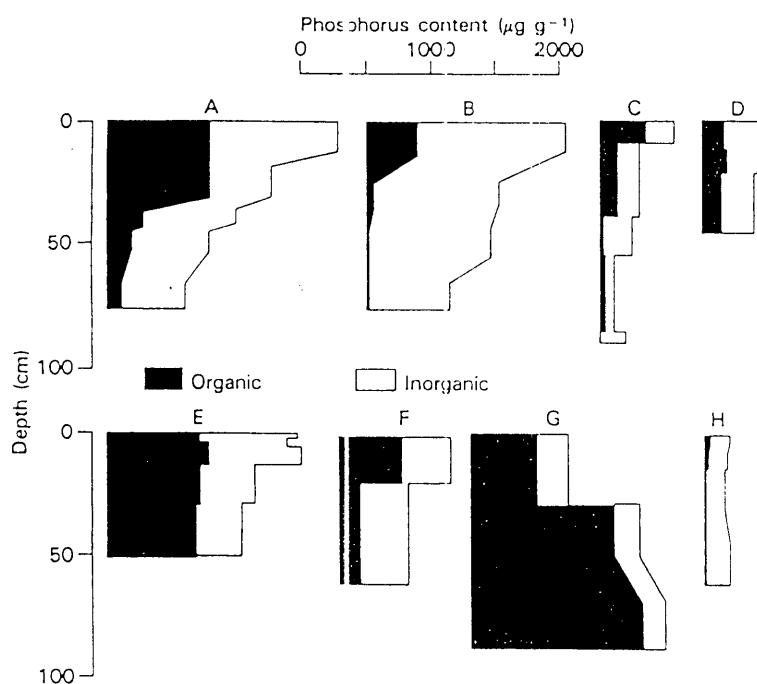 Phosphorus content (µg g⁻¹)
0 1000 2000
A B C D
0
50
100
Organic Inorganic
Depth (cm)
E F G H
0
50
100